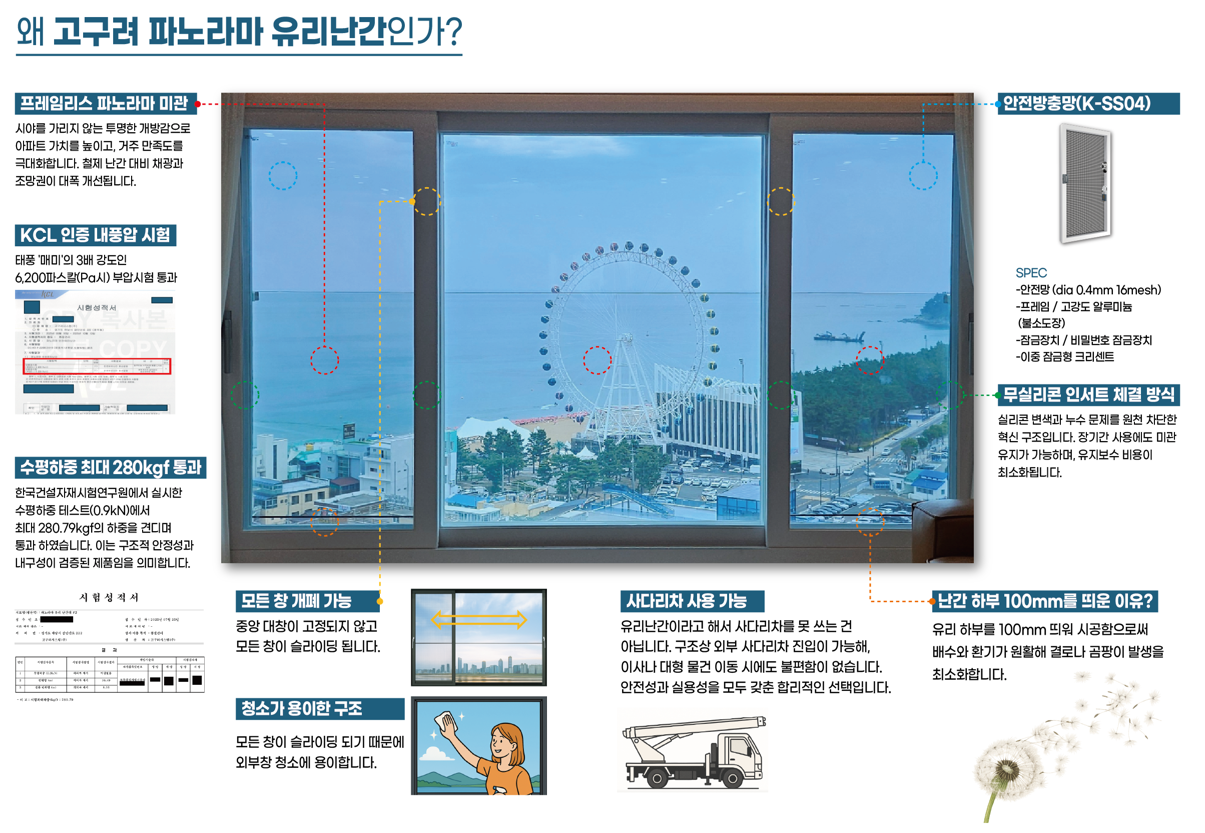 왜 고구려 파노라마 유리난간인가?
프레임리스 파노라마 미관
시야를 가리지 않는 투명한 개방감으로
아파트 가치를 높이고, 거주 만족도를
극대화합니다. 철제 난간 대비 채광과
조망권이 대폭 개선됩니다.
KCL 인증 내풍압 시험
태풍 '매미'의 3배 강도인
6,200파스칼(Pa시) 부압시험 통과
시험성적서
수평하중 최대 280kgf 통과
한국건설자재시험연구원에서 실시한
수평하중 테스트(0.9kN)에서
최대 280.79kgf의 하중을 견디며
통과 하였습니다. 이는 구조적 안정성과
내구성이 검증된 제품임을 의미합니다.
시험성적서
모든 창 개폐 가능
중앙 대창이 고정되지 않고
모든 창이 슬라이딩 됩니다.
청소가 용이한 구조
모든 창이 슬라이딩 되기 때문에
외부창 청소에 용이합니다.
사다리차 사용 가능
유리난간이라고 해서 사다리차를 못 쓰는 건
아닙니다. 구조상 외부 사다리차 진입이 가능해,
이사나 대형 물건 이동 시에도 불편함이 없습니다.
안전성과 실용성을 모두 갖춘 합리적인 선택입니다.
안전방충망(K-SS04)
SPEC
-안전망 (dia 0.4mm 16mesh)
-프레임 / 고강도 알루미늄
(불소도장)
-잠금장치 / 비밀번호 잠금장치
-이중 잠금형 크리센트
무실리콘 인서트 체결 방식
실리콘 변색과 누수 문제를 원천 차단한
혁신 구조입니다. 장기간 사용에도 미관
유지가 가능하며, 유지보수 비용이
최소화됩니다.
난간 하부 100mm를 띄운 이유?
유리 하부를 100mm 띄워 시공함으로써
배수와 환기가 원활해 결로나 곰팡이 발생을
최소화합니다.